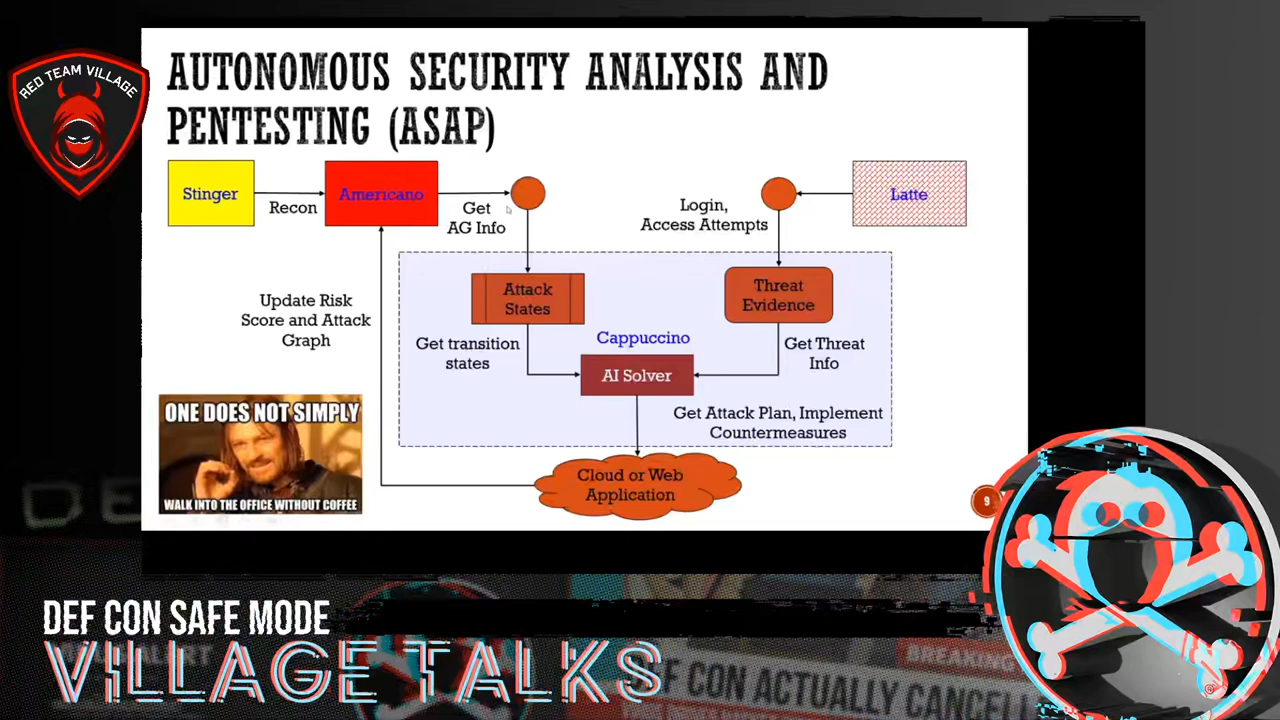 RED TEAM VILLAGE
AUTONOMOUS SECURITY ANALYSIS AND
PENTESTING (ASAP)
Stinger
Recon
Americano
Get
AG Info
Login,
Access Attempts
Latte
Update Risk
Score and Attack
Graph
Attack
States
Threat
Evidence
Get transition
states
Cappuccino
Get Threat
Info
AI Solver
Get Attack Plan, Implement
Countermeasures
Cloud or Web
Application
ONE DOES NOT SIMPLY
WALK INTO THE OFFICE WITHOUT COFFEE
9
DEF CON SAFE MODE
VILLAGE TALKS
DEF CON ACTUALLY CANCELL